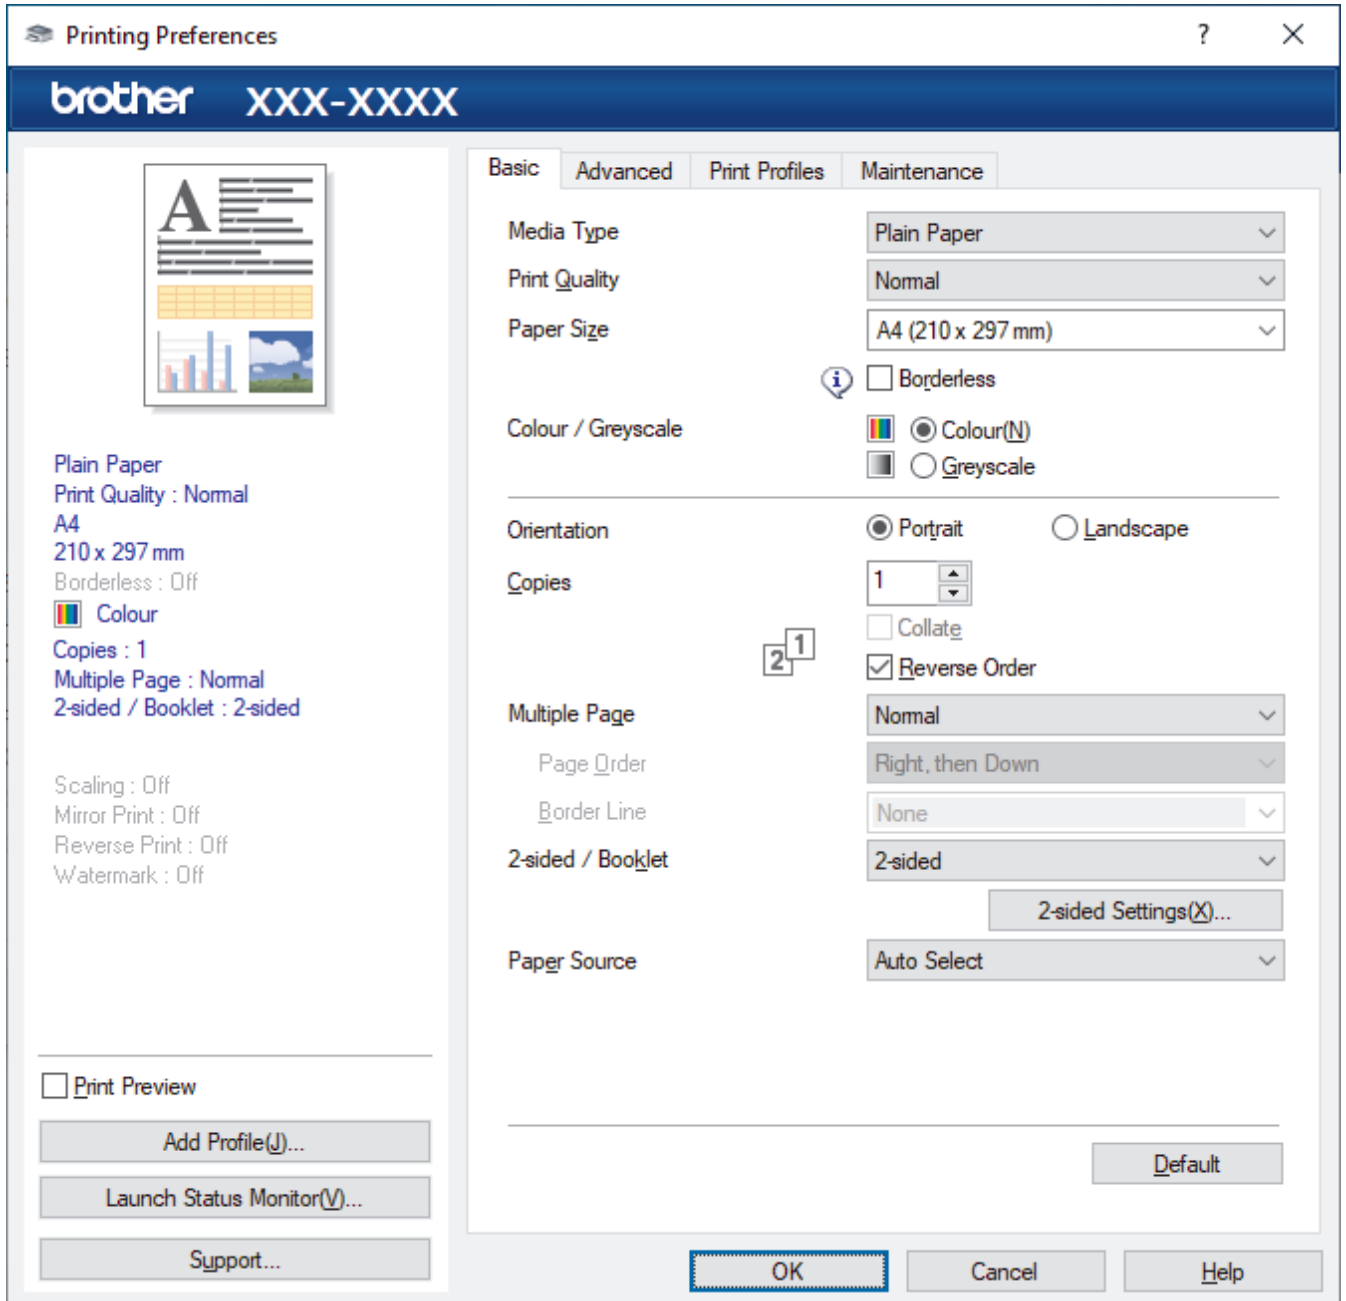 Printing Preferences
?
brother XXX-XXXX
A
Plain Paper
Print Quality : Normal
A4
210 x 297 mm
Borderless : Off
Colour
Copies : 1
Multiple Page : Normal
2-sided / Booklet : 2-sided
Scaling : Off
Mirror Print : Off
Reverse Print : Off
Watermark : Off
Print Preview
Add Profile(J)...
Launch Status Monitor(V)...
Support...
Basic Advanced Print Profiles Maintenance
Media Type Plain Paper
Print Quality Normal
Paper Size A4 (210 x 297 mm)
i Borderless
Colour / Greyscale Colour(N)
Greyscale
Orientation Portrait Landscape
Copies 1
Collate
2 1 Reverse Order
Multiple Page Normal
Page Order Right, then Down
Border Line None
2-sided / Booklet 2-sided
2-sided Settings(X)...
Paper Source Auto Select
Default
OK Cancel Help